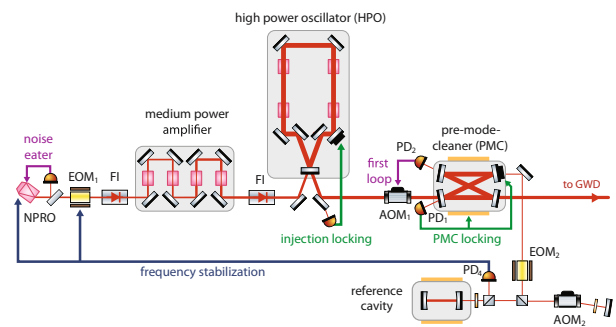 high power oscillator (HPO)
medium power
amplifier
pre-mode-
cleaner (PMC)
noise
eater
EOM1
FI
FI
PD2
first
loop
NPRO
AOM1
PD1
to GWD
injection locking
PMC locking
EOM2
frequency stabilization
PD4
reference
cavity
AOM2